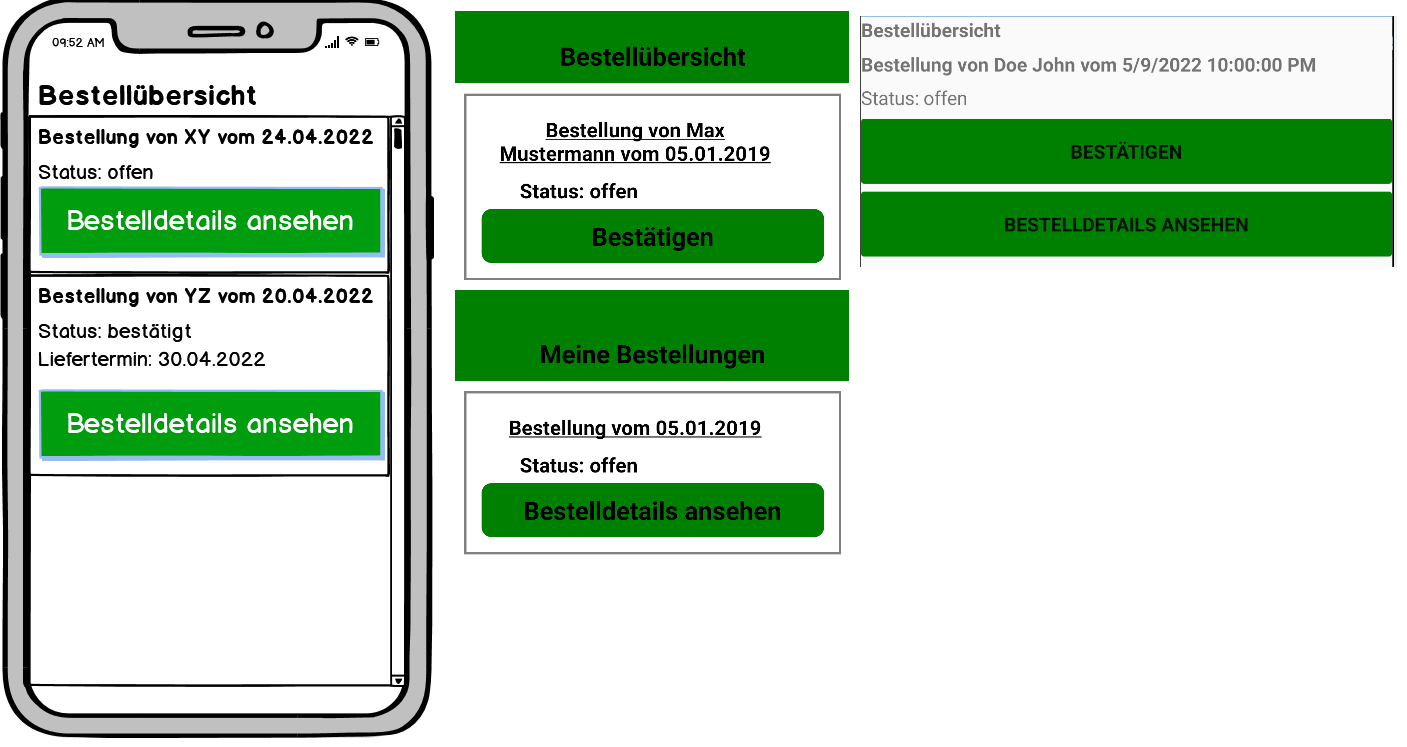 09:52 AM
Bestellübersicht
Bestellung von XY vom 24.04.2022
Status: offen
Bestelldetails ansehen
Bestellung von YZ vom 20.04.2022
Status: bestätigt
Liefertermin: 30.04.2022
Bestelldetails ansehen
Bestellübersicht
Bestellung von Max
Mustermann vom 05.01.2019
Status: offen
Bestätigen
Meine Bestellungen
Bestellung vom 05.01.2019
Status: offen
Bestelldetails ansehen
Bestellübersicht
Bestellung von Doe John vom 5/9/2022 10:00:00 PM
Status: offen
BESTÄTIGEN
BESTELLDETAILS ANSEHEN